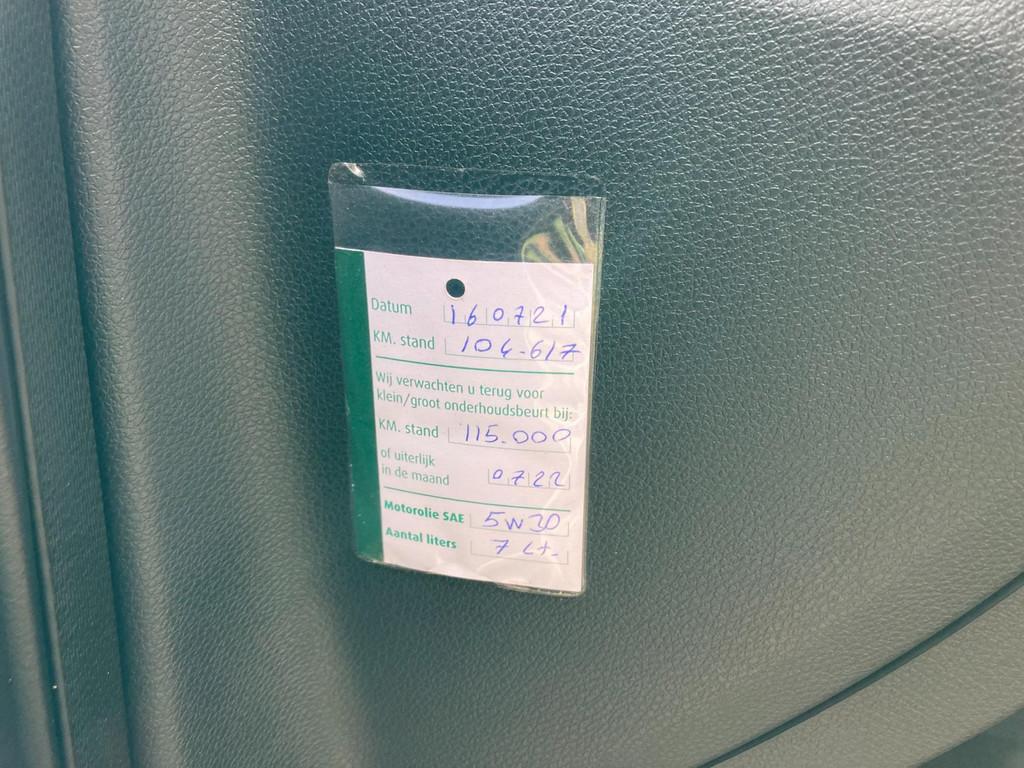 Datum 160721
KM. stand 104-617
Wij verwachten u terug voor
klein/groot onderhoudsbeurt bij:
KM. stand 115.000
of uiterlijk
in de maand 0722
Motorolie SAE 5W30
Aantal liters 7 Lt.